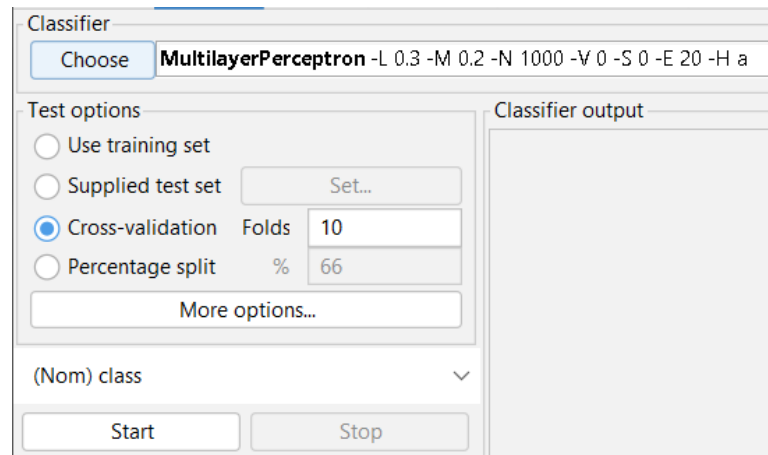 Classifier
Choose MultilayerPerceptron -L 0.3 -M 0.2 -N 1000 -V 0 -S 0 -E 20 -H a
Test options
Use training set
Supplied test set Set...
Cross-validation Folds 10
Percentage split % 66
More options...
(Nom) class
Start Stop
Classifier output